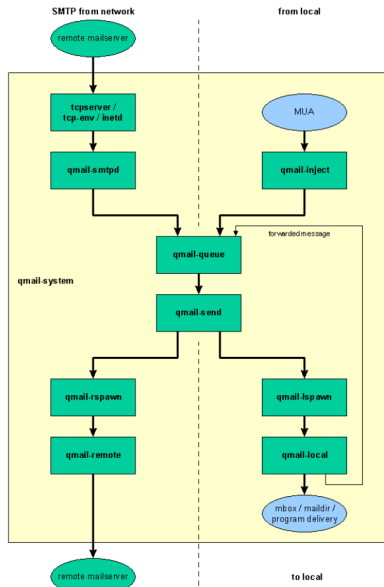 SMTP from network
from local
remote mailserver
tcpserver /
tcp-env / inetd
MUA
qmail-smtpd
qmail-inject
forwarded message
qmail-queue
qmail-system
qmail-send
qmail-rspawn
qmail-lspawn
qmail-remote
qmail-local
mbox / maildir /
program delivery
remote mailserver
to local